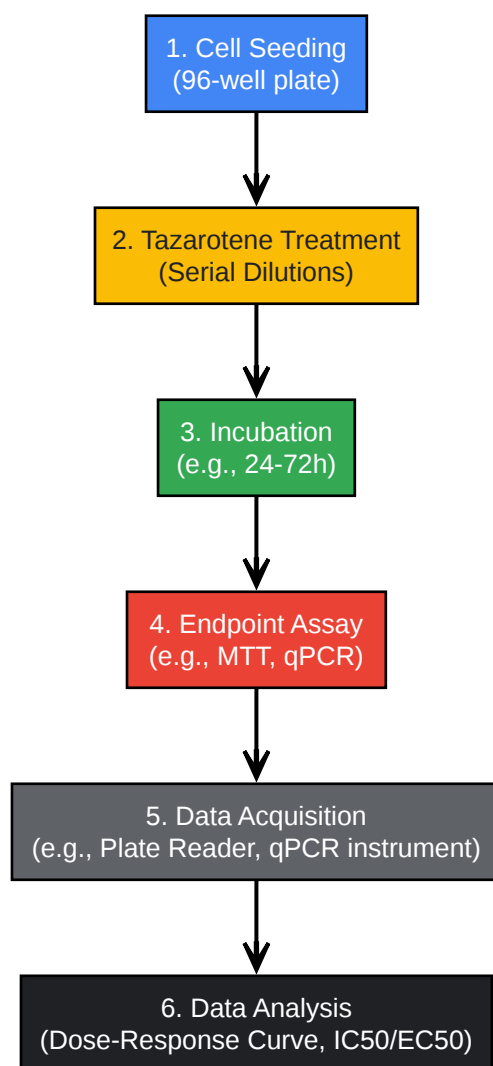 1. Cell Seeding
(96-well plate)
2. Tazarotene Treatment
(Serial Dilutions)
3. Incubation
(e.g., 24-72h)
4. Endpoint Assay
(e.g., MTT, qPCR)
5. Data Acquisition
(e.g., Plate Reader, qPCR instrument)
6. Data Analysis
(Dose-Response Curve, IC50/EC50)